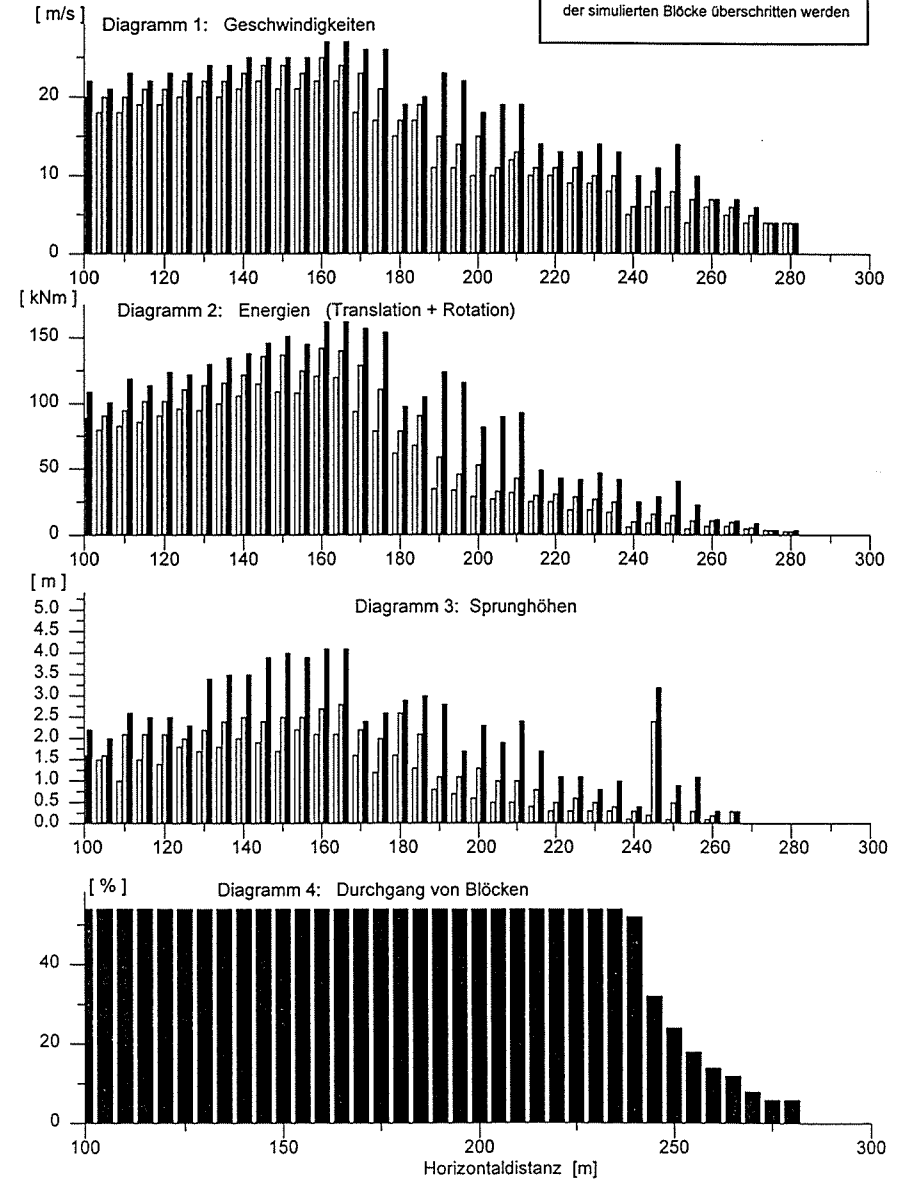 der simulierten Blöcke überschritten werden
[ m/s ]
Diagramm 1: Geschwindigkeiten
20
10
0
100 120 140 160 180 200 220 240 260 280 300
[ kNm ]
Diagramm 2: Energien (Translation + Rotation)
150
100
50
0
100 120 140 160 180 200 220 240 260 280 300
[ m ]
Diagramm 3: Sprunghöhen
5.0
4.5
4.0
3.5
3.0
2.5
2.0
1.5
1.0
0.5
0.0
100 120 140 160 180 200 220 240 260 280 300
[ % ]
Diagramm 4: Durchgang von Blöcken
40
20
0
100 150 200 250 300
Horizontaldistanz [m]